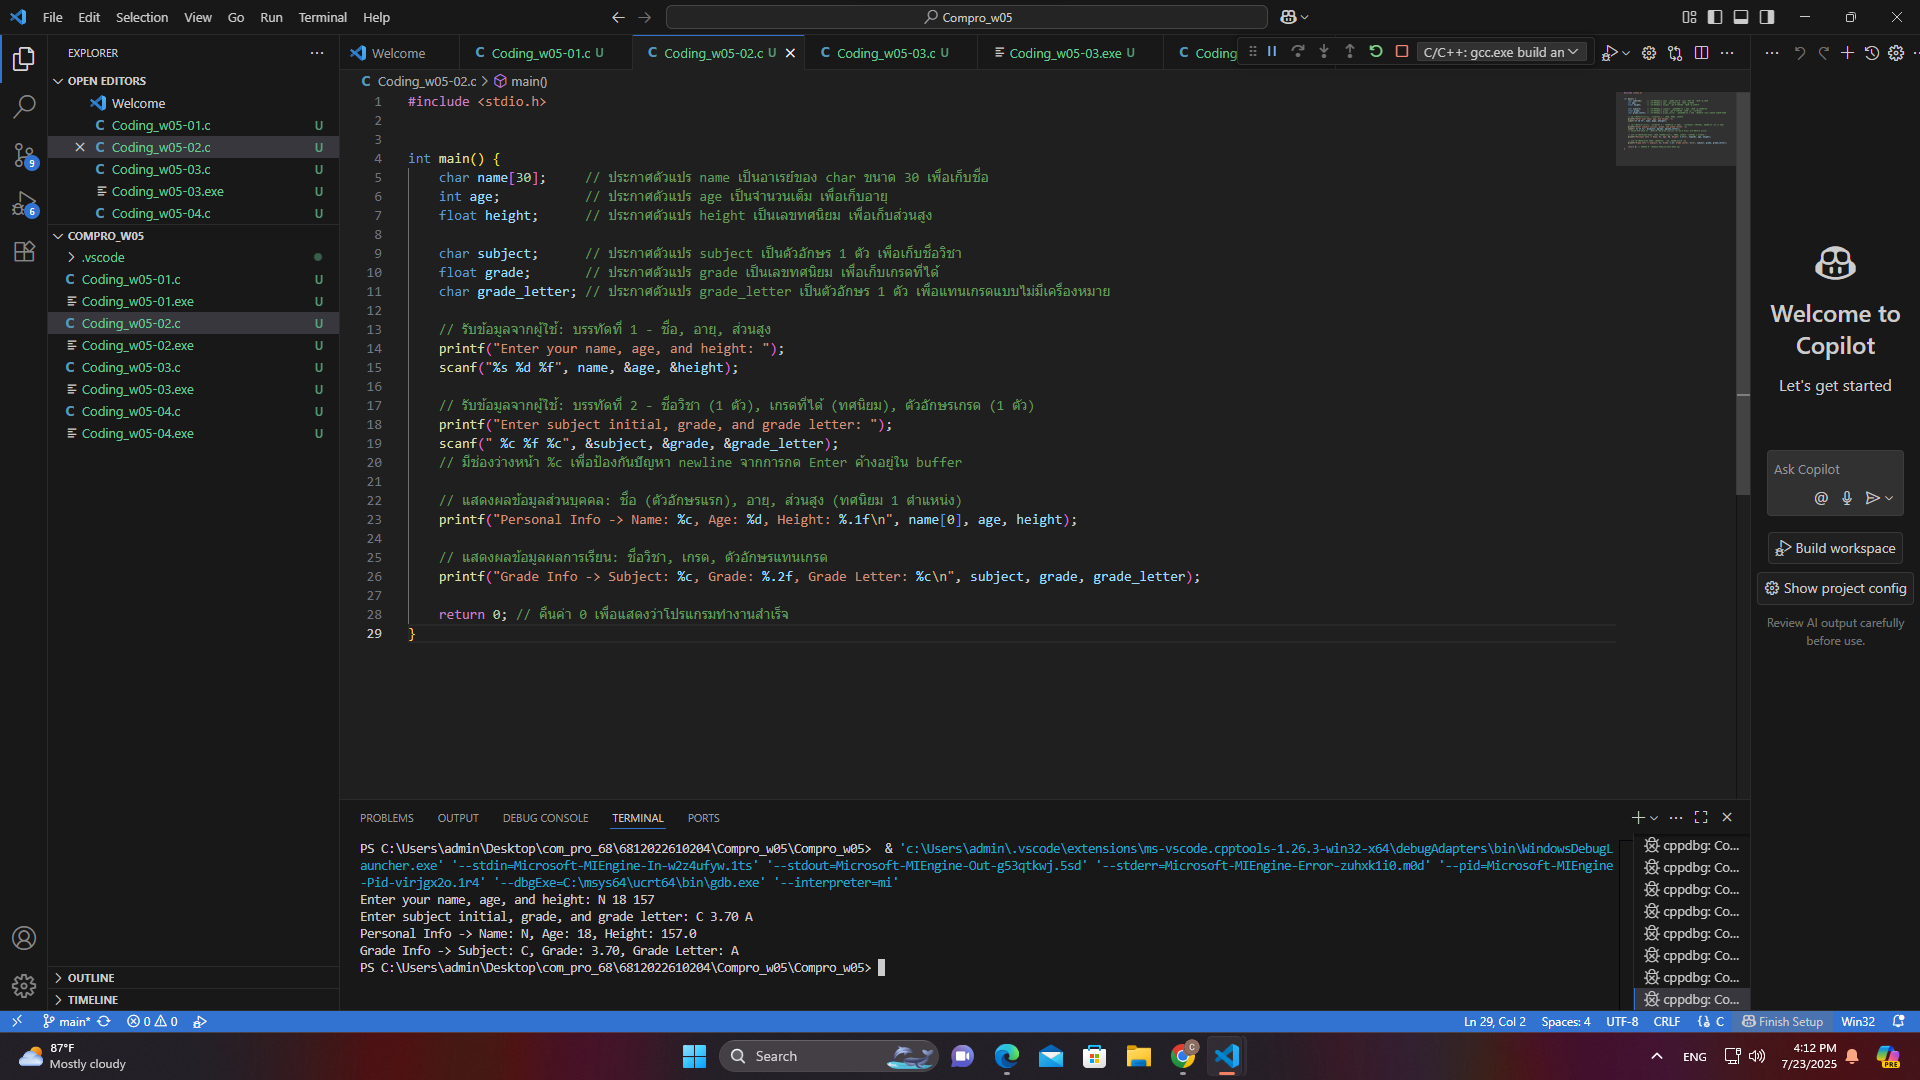 File Edit Selection View Go Run Terminal Help
Compro_w05
EXPLORER
OPEN EDITORS
Welcome
Coding_w05-01.c U
Coding_w05-02.c U
Coding_w05-03.c U
Coding_w05-03.exe U
Coding_w05-04.c U
COMPRO_W05
.vscode
Coding_w05-01.c U
Coding_w05-01.exe U
Coding_w05-02.c U
Coding_w05-02.exe U
Coding_w05-03.c U
Coding_w05-03.exe U
Coding_w05-04.c U
Coding_w05-04.exe U
OUTLINE
TIMELINE
9
6
Welcome Coding_w05-01.c U Coding_w05-02.c U Coding_w05-03.c U Coding_w05-03.exe U Coding
C/C++: gcc.exe build an
Coding_w05-02.c > main()
1 #include <stdio.h>
2
3
4 int main() {
5 char name[30]; // ประกาศตัวแปร name เป็นอาเรย์ของ char ขนาด 30 เพื่อเก็บชื่อ
6 int age; // ประกาศตัวแปร age เป็นจำนวนเต็ม เพื่อเก็บอายุ
7 float height; // ประกาศตัวแปร height เป็นเลขทศนิยม เพื่อเก็บส่วนสูง
8
9 char subject; // ประกาศตัวแปร subject เป็นตัวอักษร 1 ตัว เพื่อเก็บชื่อวิชา
10 float grade; // ประกาศตัวแปร grade เป็นเลขทศนิยม เพื่อเก็บเกรดที่ได้
11 char grade_letter; // ประกาศตัวแปร grade_letter เป็นตัวอักษร 1 ตัว เพื่อแทนเกรดแบบไม่มีเครื่องหมาย
12
13 // รับข้อมูลจากผู้ใช้: บรรทัดที่ 1 - ชื่อ, อายุ, ส่วนสูง
14 printf("Enter your name, age, and height: ");
15 scanf("%s %d %f", name, &age, &height);
16
17 // รับข้อมูลจากผู้ใช้: บรรทัดที่ 2 - ชื่อวิชา (1 ตัว), เกรดที่ได้ (ทศนิยม), ตัวอักษรเกรด (1 ตัว)
18 printf("Enter subject initial, grade, and grade letter: ");
19 scanf(" %c %f %c", &subject, &grade, &grade_letter);
20 // มีช่องว่างหน้า %c เพื่อป้องกันปัญหา newline จากการกด Enter ค้างอยู่ใน buffer
21
22 // แสดงผลข้อมูลส่วนบุคคล: ชื่อ (ตัวอักษรแรก), อายุ, ส่วนสูง (ทศนิยม 1 ตำแหน่ง)
23 printf("Personal Info -> Name: %c, Age: %d, Height: %.1f\n", name[0], age, height);
24
25 // แสดงผลข้อมูลผลการเรียน: ชื่อวิชา, เกรด, ตัวอักษรแทนเกรด
26 printf("Grade Info -> Subject: %c, Grade: %.2f, Grade Letter: %c\n", subject, grade, grade_letter);
27
28 return 0; // คืนค่า 0 เพื่อแสดงว่าโปรแกรมทำงานสำเร็จ
29 }
Welcome to
Copilot
Let's get started
Ask Copilot
Build workspace
Show project config
Review AI output carefully
before use.
PROBLEMS OUTPUT DEBUG CONSOLE TERMINAL PORTS
PS C:\Users\admin\Desktop\com_pro_68\6812022610204\Compro_w05\Compro_w05> & 'c:\Users\admin\.vscode\extensions\ms-vscode.cpptools-1.26.3-win32-x64\debugAdapters\bin\WindowsDebugL
auncher.exe' '--stdin=Microsoft-MIEngine-In-w2z4ufyw.1ts' '--stdout=Microsoft-MIEngine-Out-g53qtkwj.5sd' '--stderr=Microsoft-MIEngine-Error-zuhxk1i0.m0d' '--pid=Microsoft-MIEngine
-Pid-virjgx2o.1r4' '--dbgExe=C:\msys64\ucrt64\bin\gdb.exe' '--interpreter=mi'
Enter your name, age, and height: N 18 157
Enter subject initial, grade, and grade letter: C 3.70 A
Personal Info -> Name: N, Age: 18, Height: 157.0
Grade Info -> Subject: C, Grade: 3.70, Grade Letter: A
PS C:\Users\admin\Desktop\com_pro_68\6812022610204\Compro_w05\Compro_w05>
cppdbg: Co...
cppdbg: Co...
cppdbg: Co...
cppdbg: Co...
cppdbg: Co...
cppdbg: Co...
cppdbg: Co...
cppdbg: Co...
main* 0 0 Ln 29, Col 2 Spaces: 4 UTF-8 CRLF {} C Finish Setup Win32
87°F
Mostly cloudy
Search
ENG
4:12 PM
7/23/2025